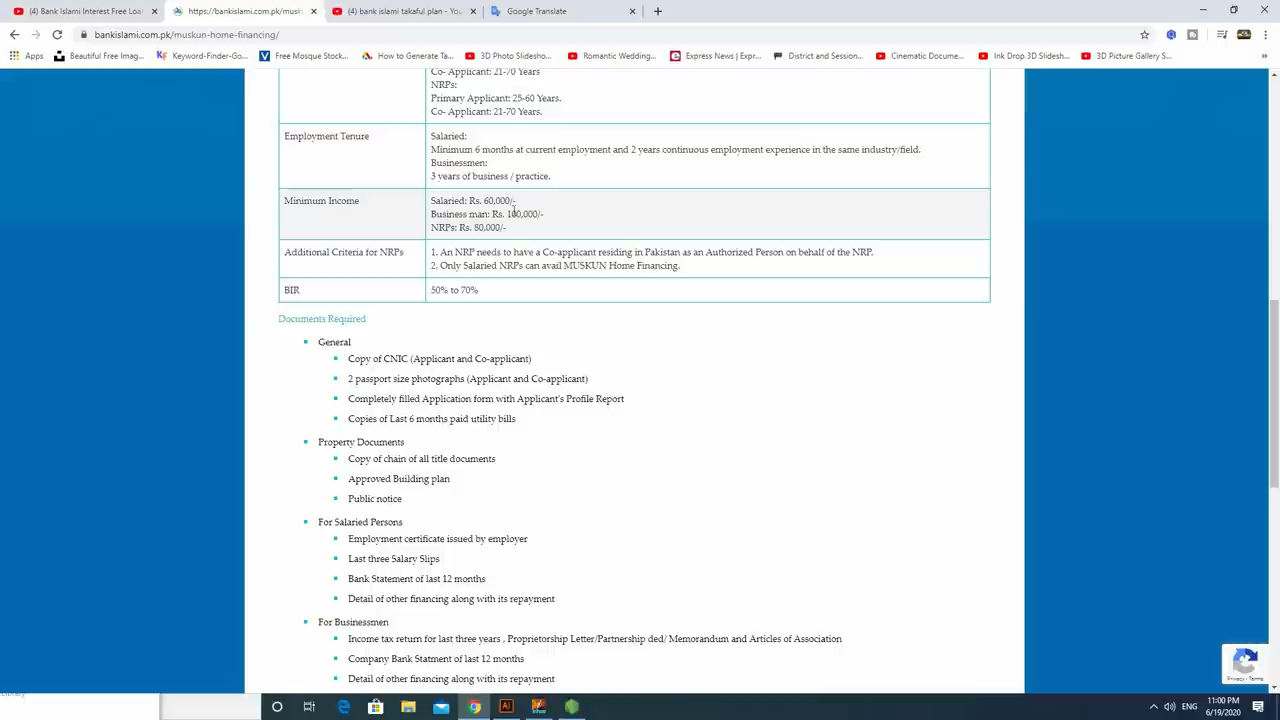 (4) Bank Islami Interest Free Loa
https://bankislami.com.pk/musk
(4) bank islami takaful plan - You
Google Translate
bankislami.com.pk/muskun-home-financing/
Apps
Beautiful Free Imag...
Keyword-Finder-Go...
Free Mosque Stock...
How to Generate Ta...
3D Photo Slidesho...
Romantic Wedding...
Express News | Expr...
District and Session...
Cinematic Docume...
Ink Drop 3D Slidesh...
3D Picture Gallery S...
Co- Applicant: 21-70 Years
NRPs:
Primary Applicant: 25-60 Years.
Co- Applicant: 21-70 Years.
Employment Tenure
Salaried:
Minimum 6 months at current employment and 2 years continuous employment experience in the same industry/field.
Businessmen:
3 years of business / practice.
Minimum Income
Salaried: Rs. 60,000/-
Business man: Rs. 100,000/-
NRPs: Rs. 80,000/-
Additional Criteria for NRPs
1. An NRP needs to have a Co-applicant residing in Pakistan as an Authorized Person on behalf of the NRP.
2. Only Salaried NRPs can avail MUSKUN Home Financing.
BIR
50% to 70%
Documents Required
General
Copy of CNIC (Applicant and Co-applicant)
2 passport size photographs (Applicant and Co-applicant)
Completely filled Application form with Applicant's Profile Report
Copies of Last 6 months paid utility bills
Property Documents
Copy of chain of all title documents
Approved Building plan
Public notice
For Salaried Persons
Employment certificate issued by employer
Last three Salary Slips
Bank Statement of last 12 months
Detail of other financing along with its repayment
For Businessmen
Income tax return for last three years , Proprietorship Letter/Partnership ded/ Memorandum and Articles of Association
Company Bank Statment of last 12 months
Detail of other financing along with its repayment
Privacy - Terms
ENG
11:00 PM
6/19/2020